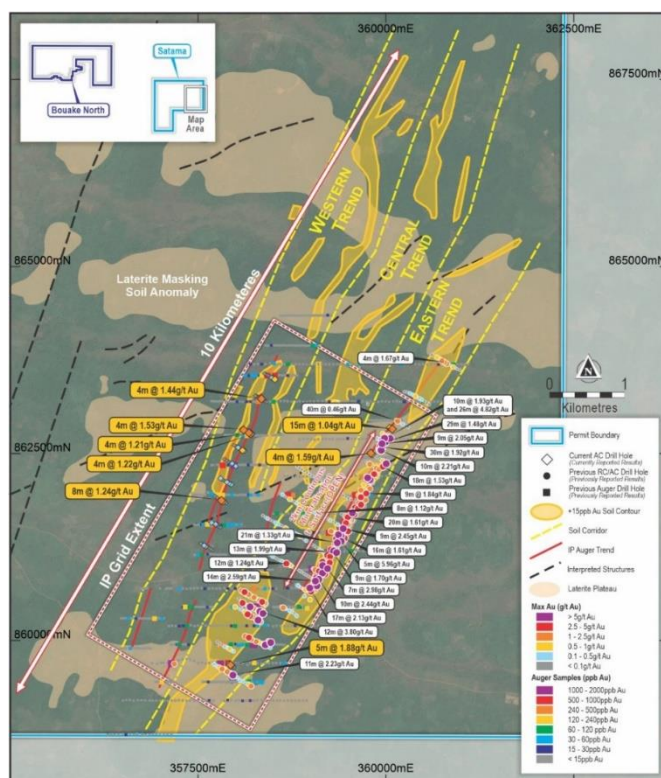 360000mE
362500mE
Satama
Bouake North
Map
Area
867500mN
WESTERN
TREND
CENTRAL
TREND
EASTERN
TREND
865000mN
865000mN
Laterite Masking
Soil Anomaly
10 Kilometeres
4m @ 1.67g/t Au
4m @ 1.44g/t Au
40m @ 0.46g/t Au
10m @ 1.93g/t Au
and 26m @ 4.82g/t Au
4m @ 1.53g/t Au
15m @ 1.04g/t Au
25m @ 1.48g/t Au
4m @ 1.21g/t Au
9m @ 2.05g/t Au
862500mN
4m @ 1.59g/t Au
30m @ 1.92g/t Au
4m @ 1.22g/t Au
10m @ 2.21g/t Au
18m @ 1.53g/t Au
8m @ 1.24g/t Au
9m @ 1.84g/t Au
8m @ 1.12g/t Au
20m @ 1.61g/t Au
21m @ 1.33g/t Au
9m @ 2.45g/t Au
13m @ 1.99g/t Au
16m @ 1.81g/t Au
12m @ 1.24g/t Au
5m @ 5.96g/t Au
14m @ 2.59g/t Au
9m @ 1.70g/t Au
7m @ 2.98g/t Au
10m @ 2.44g/t Au
17m @ 2.13g/t Au
12m @ 3.80g/t Au
IP Grid Extent
860000mN
5m @ 1.88g/t Au
11m @ 2.23g/t Au
357500mE
360000mE
N
0 1
Kilometres
Permit Boundary
Current AC Drill Hole
(Currently Reported Results)
Previous RC/AC Drill Hole
(Previously Reported Results)
Previous Auger Drill Hole
(Previously Reported Results)
+15ppb Au Soil Contour
Soil Corridor
IP Auger Trend
Interpreted Structures
Laterite Plateau
Max Au (g/t Au)
> 5g/t Au
2.5 - 5g/t Au
1 - 2.5g/t Au
0.5 - 1g/t Au
0.1 - 0.5g/t Au
< 0.1g/t Au
Auger Samples (ppb Au)
1000 - 2000ppb Au
500 - 1000ppb Au
240 - 500ppb Au
120 - 240ppb Au
60 - 120 ppb Au
30 - 60ppb Au
15 - 30ppb Au
< 15ppb Au